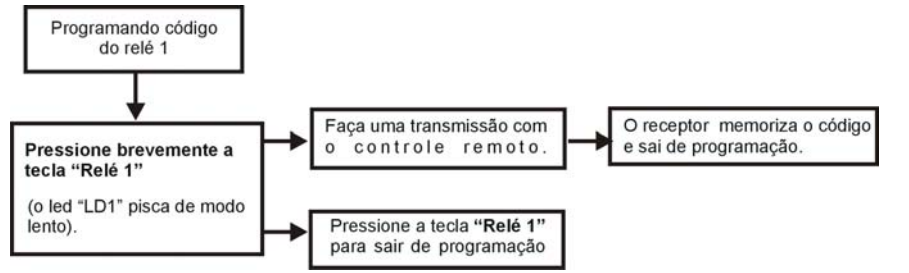 Programando código
do relé 1
Pressione brevemente a
tecla “Relé 1”
(o led “LD1” pisca de modo
lento).
Faça uma transmissão com
o controle remoto.
O receptor memoriza o código
e sai de programação.
Pressione a tecla “Relé 1”
para sair de programação